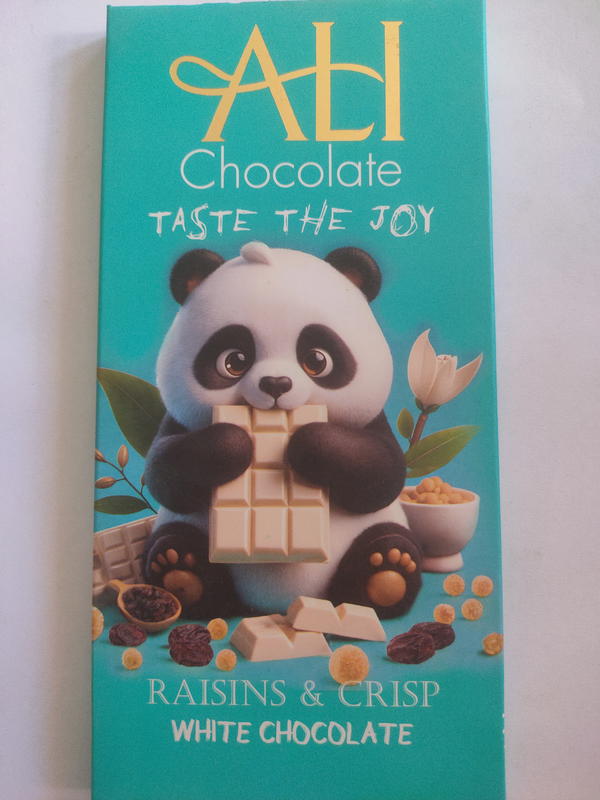 ALI
Chocolate
TASTE THE JOY
RAISINS & CRISP
WHITE CHOCOLATE